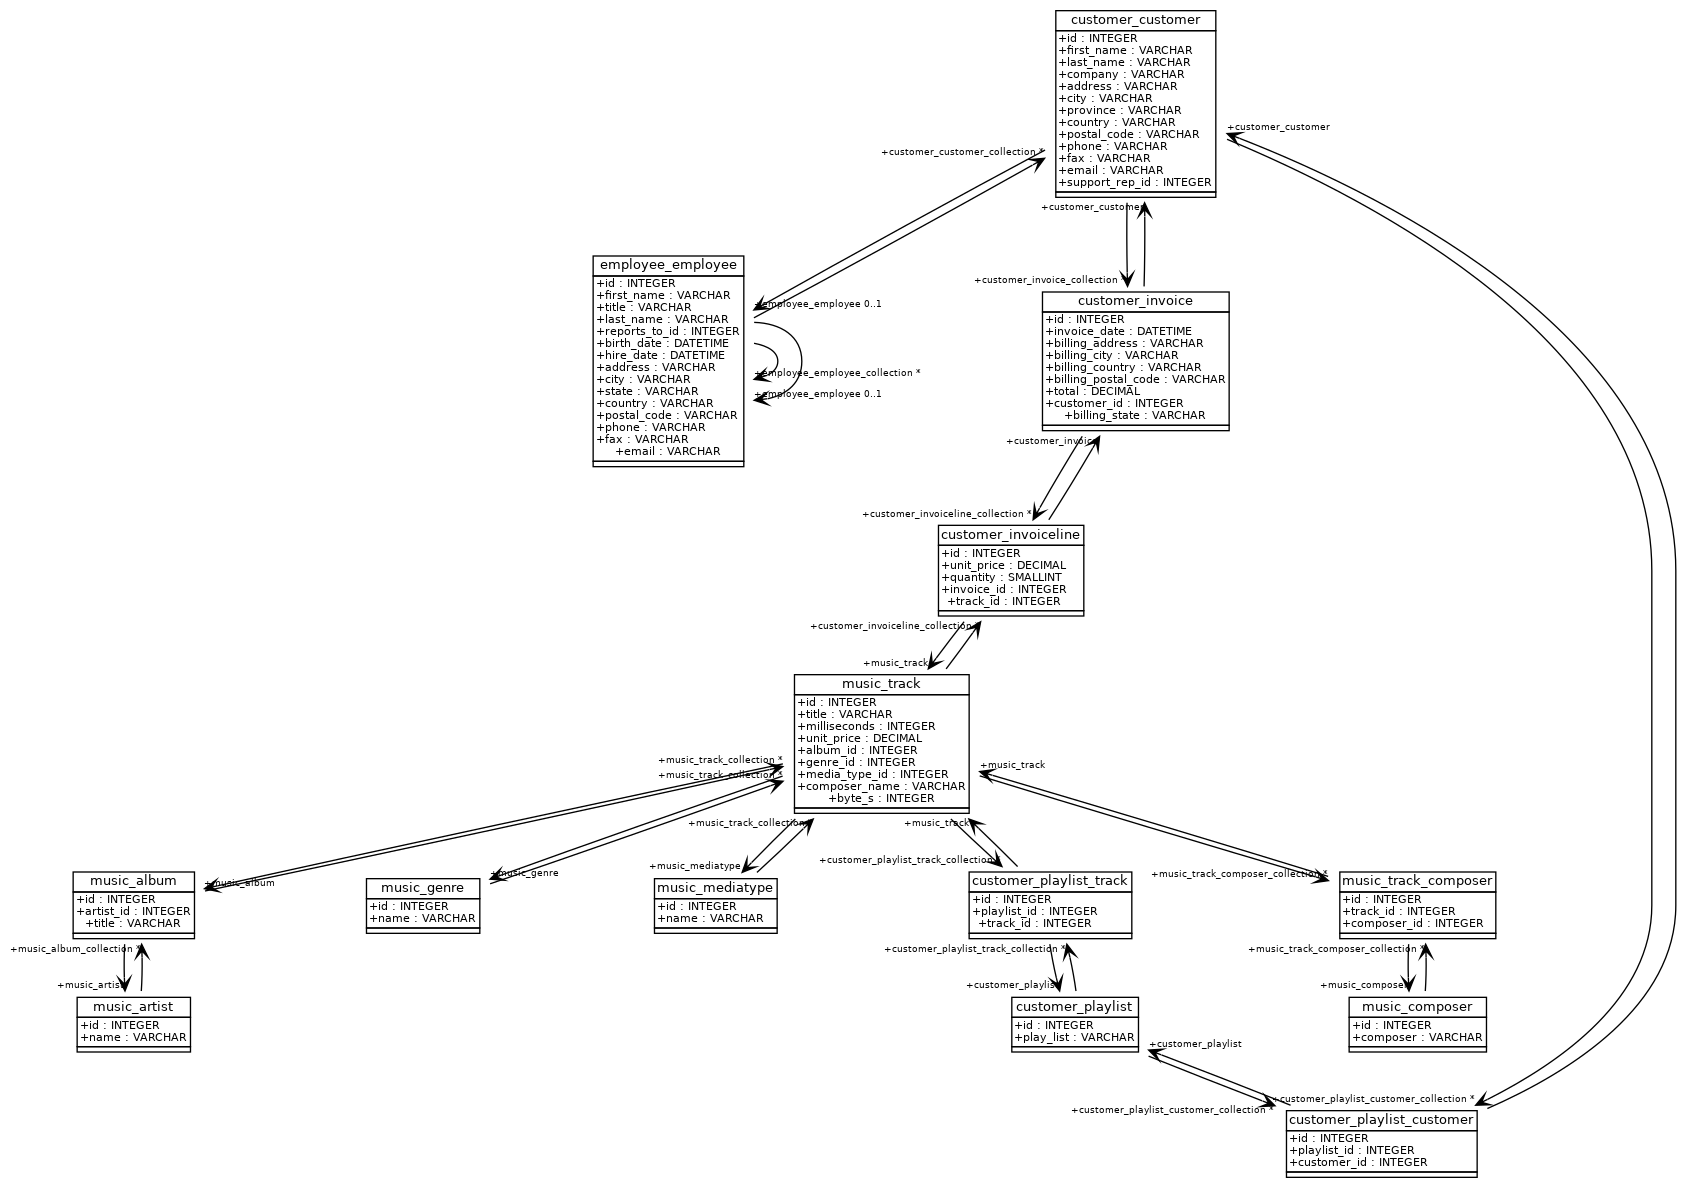 customer_customer
+id : INTEGER
+first_name : VARCHAR
+last_name : VARCHAR
+company : VARCHAR
+address : VARCHAR
+city : VARCHAR
+province : VARCHAR
+country : VARCHAR
+postal_code : VARCHAR
+phone : VARCHAR
+fax : VARCHAR
+email : VARCHAR
+support_rep_id : INTEGER
+customer_customer
+customer_customer_collection *
+customer_customer
employee_employee
+id : INTEGER
+first_name : VARCHAR
+title : VARCHAR
+last_name : VARCHAR
+reports_to_id : INTEGER
+birth_date : DATETIME
+hire_date : DATETIME
+address : VARCHAR
+city : VARCHAR
+state : VARCHAR
+country : VARCHAR
+postal_code : VARCHAR
+phone : VARCHAR
+fax : VARCHAR
+email : VARCHAR
+employee_employee 0..1
+employee_employee_collection *
+employee_employee 0..1
+customer_invoice_collection *
customer_invoice
+id : INTEGER
+invoice_date : DATETIME
+billing_address : VARCHAR
+billing_city : VARCHAR
+billing_country : VARCHAR
+billing_postal_code : VARCHAR
+total : DECIMAL
+customer_id : INTEGER
+billing_state : VARCHAR
+customer_invoice
+customer_invoiceline_collection *
customer_invoiceline
+id : INTEGER
+unit_price : DECIMAL
+quantity : SMALLINT
+invoice_id : INTEGER
+track_id : INTEGER
+customer_invoiceline_collection *
+music_track
music_track
+id : INTEGER
+title : VARCHAR
+milliseconds : INTEGER
+unit_price : DECIMAL
+album_id : INTEGER
+genre_id : INTEGER
+media_type_id : INTEGER
+composer_name : VARCHAR
+byte_s : INTEGER
+music_track_collection *
+music_track_collection *
+music_track
+music_track_collection *
+music_track
+music_mediatype
+customer_playlist_track_collection *
+music_track_composer_collection *
+music_album
+music_genre
music_album
+id : INTEGER
+artist_id : INTEGER
+title : VARCHAR
music_genre
+id : INTEGER
+name : VARCHAR
music_mediatype
+id : INTEGER
+name : VARCHAR
customer_playlist_track
+id : INTEGER
+playlist_id : INTEGER
+track_id : INTEGER
music_track_composer
+id : INTEGER
+track_id : INTEGER
+composer_id : INTEGER
+music_album_collection *
+customer_playlist_track_collection *
+music_track_composer_collection *
+music_artist
+customer_playlist
+music_composer
music_artist
+id : INTEGER
+name : VARCHAR
customer_playlist
+id : INTEGER
+play_list : VARCHAR
music_composer
+id : INTEGER
+composer : VARCHAR
+customer_playlist
+customer_playlist_customer_collection *
+customer_playlist_customer_collection *
customer_playlist_customer
+id : INTEGER
+playlist_id : INTEGER
+customer_id : INTEGER